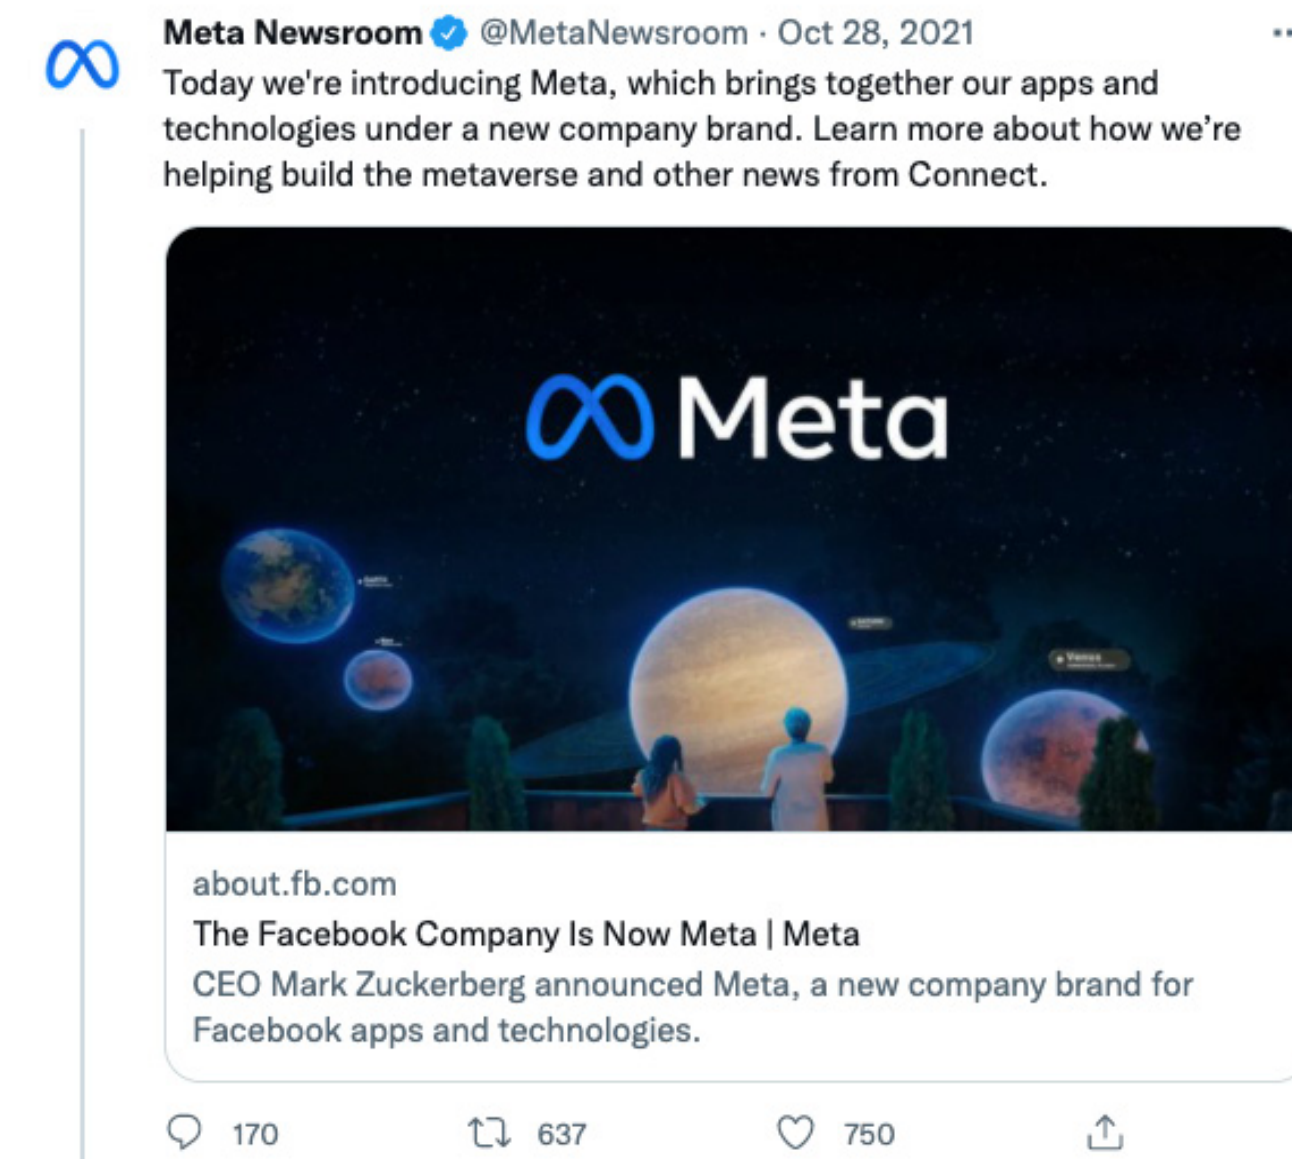 Meta Newsroom @MetaNewsroom · Oct 28, 2021
Today we're introducing Meta, which brings together our apps and
technologies under a new company brand. Learn more about how we’re
helping build the metaverse and other news from Connect.
Meta
Venus
about.fb.com
The Facebook Company Is Now Meta | Meta
CEO Mark Zuckerberg announced Meta, a new company brand for
Facebook apps and technologies.
170 637 750